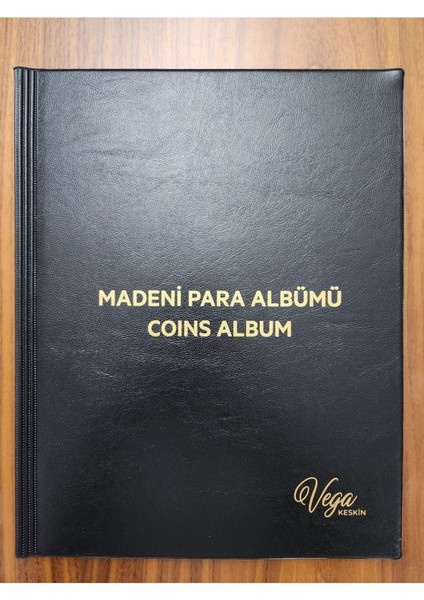 MADENİ PARA ALBÜMÜ
COINS ALBUM
Vega
KESKİN